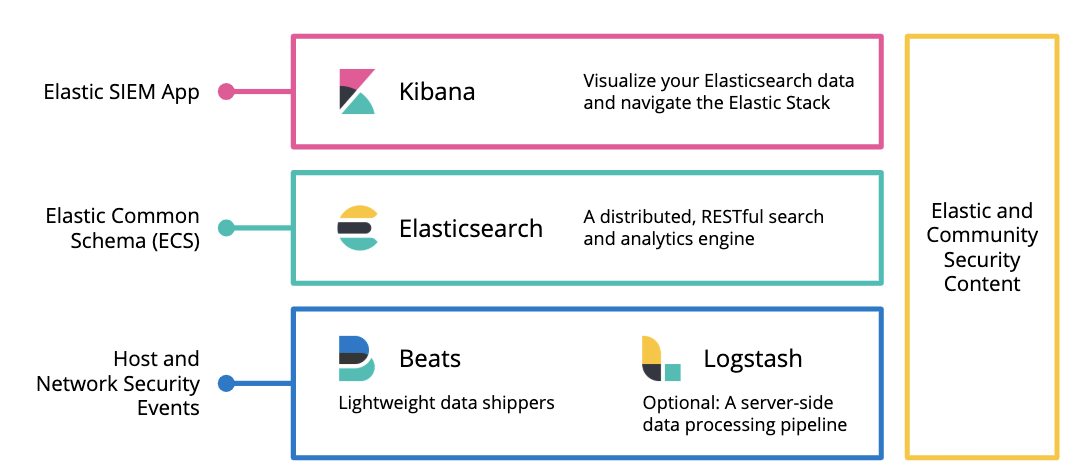 Elastic SIEM App
Kibana
Visualize your Elasticsearch data
and navigate the Elastic Stack
Elastic Common
Schema (ECS)
Elasticsearch
A distributed, RESTful search
and analytics engine
Host and
Network Security
Events
Beats
Lightweight data shippers
Logstash
Optional: A server-side
data processing pipeline
Elastic and
Community
Security
Content